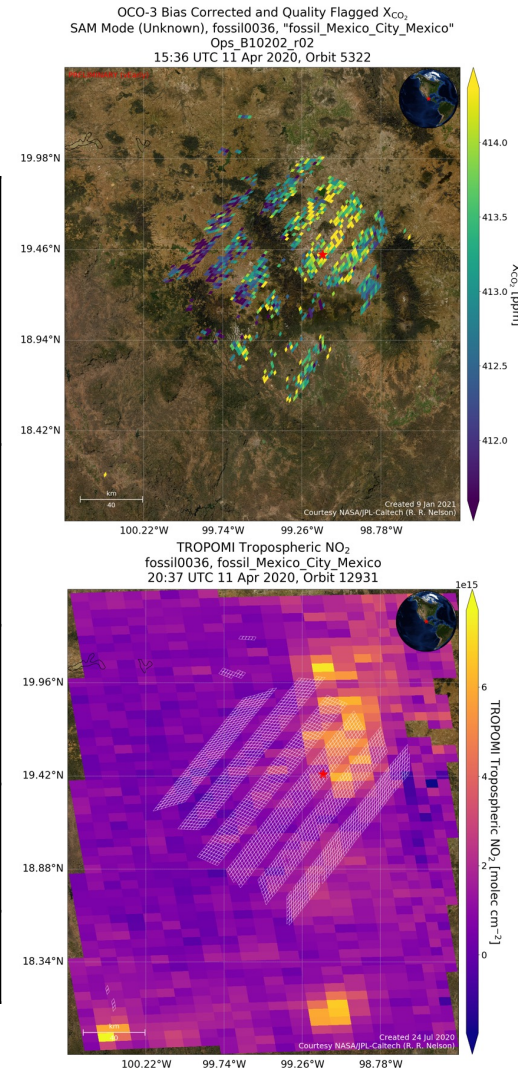 OCO-3 Bias Corrected and Quality Flagged X_CO₂
SAM Mode (Unknown), fossil0036, "fossil_Mexico_City_Mexico"
Ops_B10202_r02
15:36 UTC 11 Apr 2020, Orbit 5322
19.98°N
19.46°N
18.94°N
18.42°N
100.22°W 99.74°W 99.26°W 98.78°W
km
40
Created 9 Jan 2021
Courtesy NASA/JPL-Caltech (R. R. Nelson)
414.0
413.5
413.0
412.5
412.0
X_CO₂ [ppm]
TROPOMI Tropospheric NO₂
fossil0036, fossil_Mexico_City_Mexico
20:37 UTC 11 Apr 2020, Orbit 12931
1e15
19.96°N
19.42°N
18.88°N
18.34°N
100.22°W 99.74°W 99.26°W 98.78°W
km
Created 24 Jul 2020
Courtesy NASA/JPL-Caltech (R. R. Nelson)
6
4
2
0
TROPOMI Tropospheric NO₂ [molec cm⁻²]